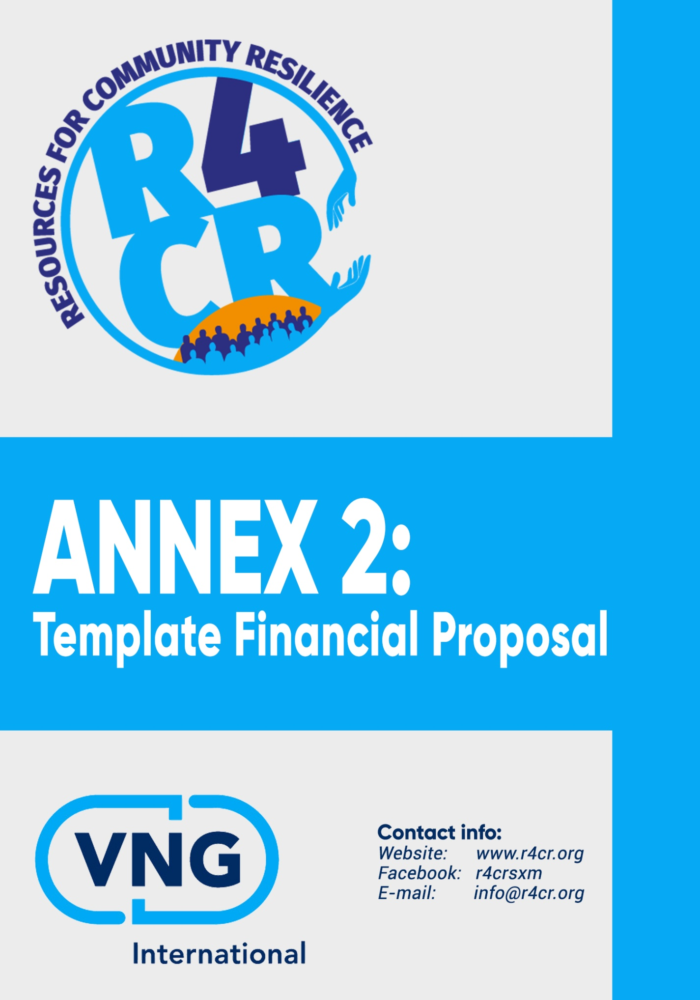 RESOURCES FOR COMMUNITY RESILIENCE
R4
CR
ANNEX 2:
Template Financial Proposal
VNG
International
Contact info:
Website: www.r4cr.org
Facebook: r4crsxm
E-mail: info@r4cr.org